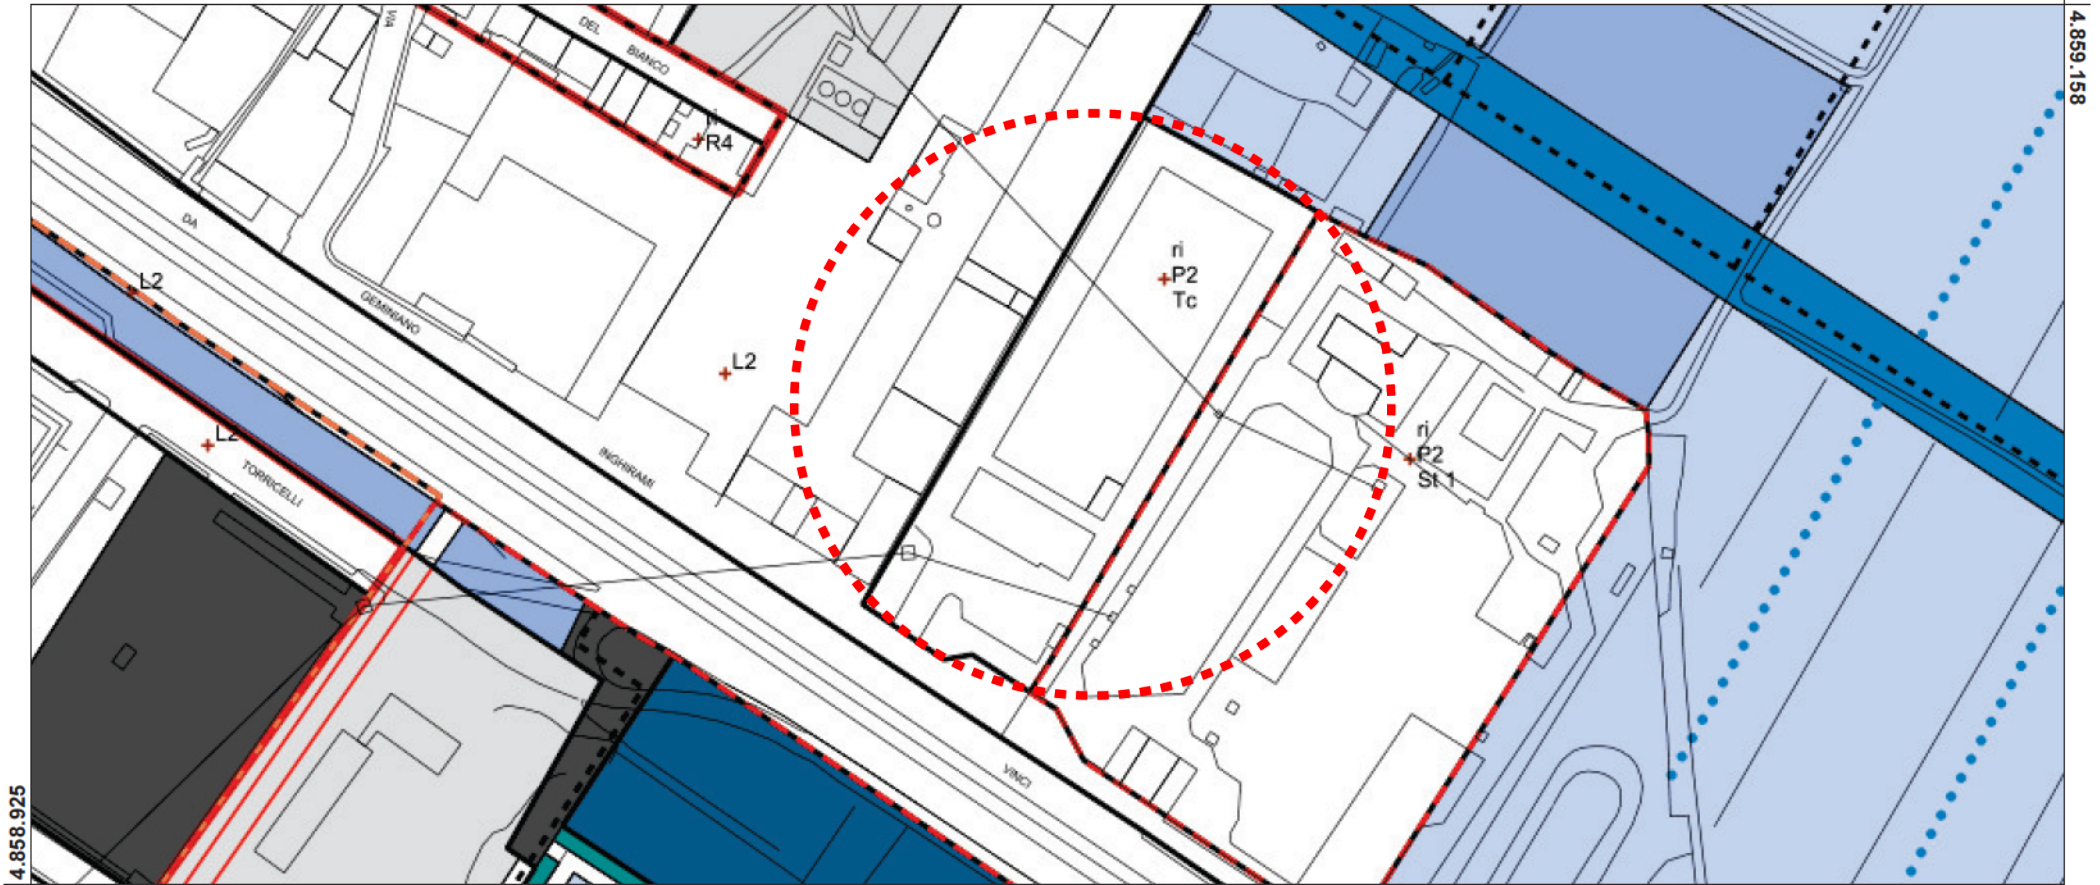 4.859.158
VIA
DEL
BIANCO
ri
R4
DA
ri
P2
Tc
L2
GEMINIANO
L2
L2
ri
P2
St 1
TORRICELLI
INGHIRAMI
VINCI
4.858.925